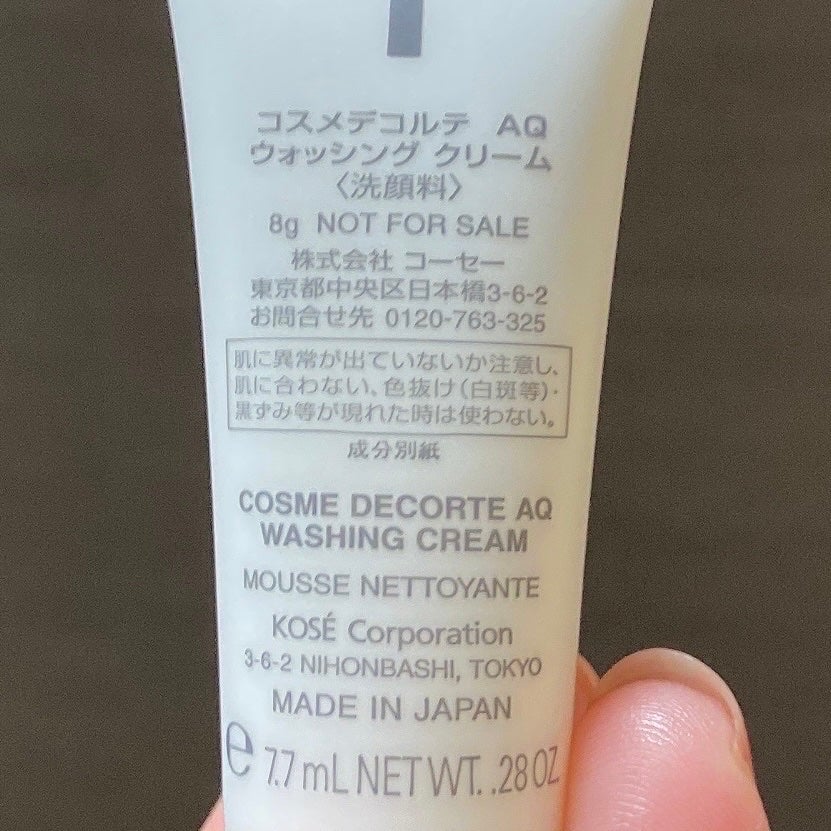 コスメデコルテ AQ
ウォッシング クリーム
〈洗顔料〉
8g NOT FOR SALE
株式会社 コーセー
東京都中央区日本橋3-6-2
お問合せ先 0120-763-325
肌に異常が出ていないか注意し、
肌に合わない、色抜け(白斑等)・
黒ずみ等が現れた時は使わない。
成分別紙
COSME DECORTE AQ
WASHING CREAM
MOUSSE NETTOYANTE
KOSÉ Corporation
3-6-2 NIHONBASHI, TOKYO
MADE IN JAPAN
e 7.7 mL NET WT. .28 OZ.